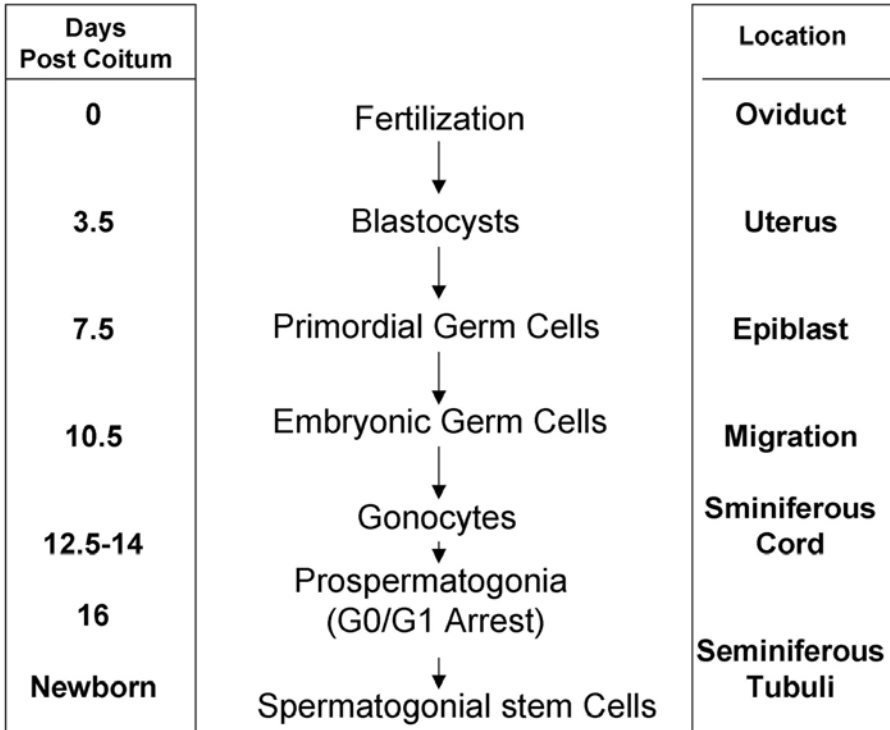 Days
Post Coitum
Location
0
Fertilization
Oviduct
3.5
Blastocysts
Uterus
7.5
Primordial Germ Cells
Epiblast
10.5
Embryonic Germ Cells
Migration
12.5-14
Gonocytes
Sminiferous
Cord
16
Prospermatogonia
(G0/G1 Arrest)
Newborn
Spermatogonial stem Cells
Seminiferous
Tubuli